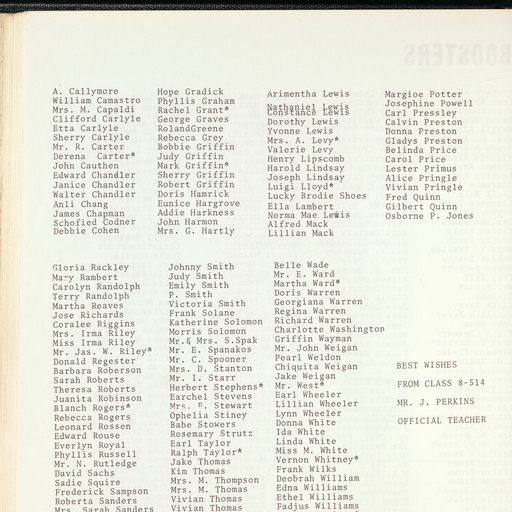 BOOSTERS
A. Callymore
William Camastro
Mrs. M. Capaldi
Clifford Carlyle
Etta Carlyle
Sherry Carlyle
Mr. R. Carter
Derena Carter*
John Cauthen
Edward Chandler
Janice Chandler
Walter Chandler
Anli Chang
James Chapman
Schofied Codner
Debbie Cohen
Hope Gradick
Phyllis Graham
Rachel Grant*
George Graves
RolandGreene
Rebecca Grey
Bobbie Griffin
Judy Griffin
Mark Griffin*
Sherry Griffin
Robert Griffin
Doris Hamrick
Eunice Hargrove
Addie Harkness
John Harmon
Mrs. G. Hartly
Arimentha Lewis
Nathaniel Lewis
Constance Lewis
Dorothy Lewis
Yvonne Lewis
Mrs. A. Levy*
Valerie Levy
Henry Lipscomb
Harold Lindsay
Joseph Lindsay
Luigi Lloyd*
Lucky Brodie Shoes
Ella Lambert
Norma Mae Lewis
Alfred Mack
Lillian Mack
Margioe Potter
Josephine Powell
Carl Pressley
Calvin Preston
Donna Preston
Gladys Preston
Belinda Price
Carol Price
Lester Primus
Alice Pringle
Vivian Pringle
Fred Quinn
Gilbert Quinn
Osborne P. Jones
Gloria Rackley
Mary Rambert
Carolyn Randolph
Terry Randolph
Martha Reaves
Jose Richards
Coralee Riggins
Mrs. Irma Riley
Miss Irma Riley
Mr. Jas. W. Riley*
Donald Regester
Barbara Roberson
Sarah Roberts
Theresa Roberts
Juanita Robinson
Blanch Rogers*
Rebecca Rogers
Leonard Rossen
Edward Rouse
Everlyn Royal
Phyllis Russell
Mr. N. Rutledge
David Sachs
Sadie Squire
Frederick Sampson
Roberta Sanders
Mrs. Sarah Sanders
Johnny Smith
Judy Smith
Emily Smith
P. Smith
Victoria Smith
Frank Solane
Katherine Solomon
Morris Solomon
Mr.& Mrs. S.Spak
Mr. E. Spanakos
Mr. C. Spooner
Mrs. D. Stanton
Mr. I. Starr
Herbert Stephens*
Earchel Stevens
Mrs. F. Stewart
Ophelia Stiney
Babe Stowers
Rosemary Strutz
Earl Taylor
Ralph Taylor*
Jake Thomas
Kim Thomas
Mrs. M. Thompson
Mrs. M. Thomas
Vivian Thomas
Vivian Thomas
Belle Wade
Mr. E. Ward
Martha Ward*
Doris Warren
Georgiana Warren
Regina Warren
Richard Warren
Charlotte Washington
Griffin Wayman
Mr. John Weigan
Pearl Weldon
Chiquita Weigan
Jake Weigan
Mr. West*
Earl Wheeler
Lillian Wheeler
Lynn Wheeler
Donna White
Ida White
Linda White
Miss M. White
Vernon Whitney*
Frank Wilks
Deobrah William
Edna Williams
Ethel Williams
Fadjus Williams
BEST WISHES
FROM CLASS 8-514
MR. J. PERKINS
OFFICIAL TEACHER